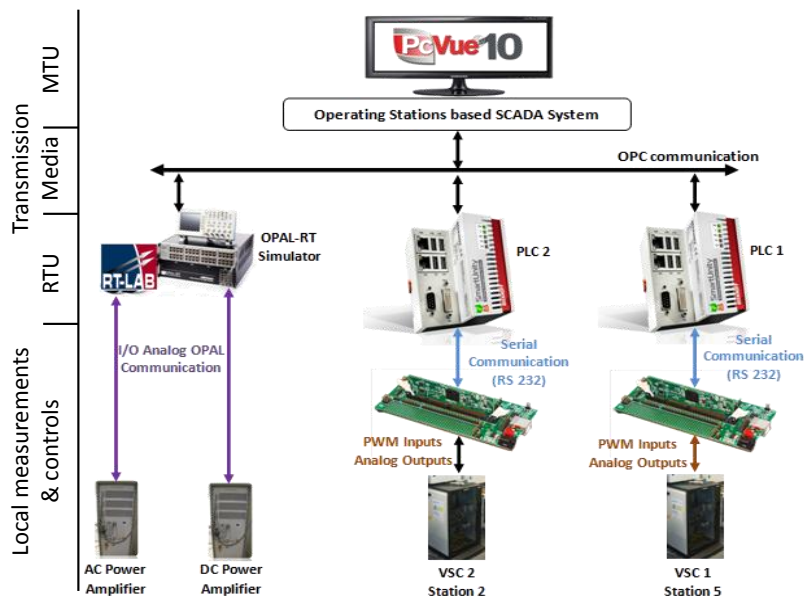 MTU
PcVue 10
Operating Stations based SCADA System
Transmission
Media
OPC communication
RTU
RT-LAB
OPAL-RT
Simulator
PLC 2
SmartUnity
PLC 1
SmartUnity
I/O Analog OPAL
Communication
Serial
Communication
(RS 232)
Serial
Communication
(RS 232)
Local measurements
& controls
PWM Inputs
Analog Outputs
PWM Inputs
Analog Outputs
AC Power
Amplifier
DC Power
Amplifier
VSC 2
Station 2
VSC 1
Station 5